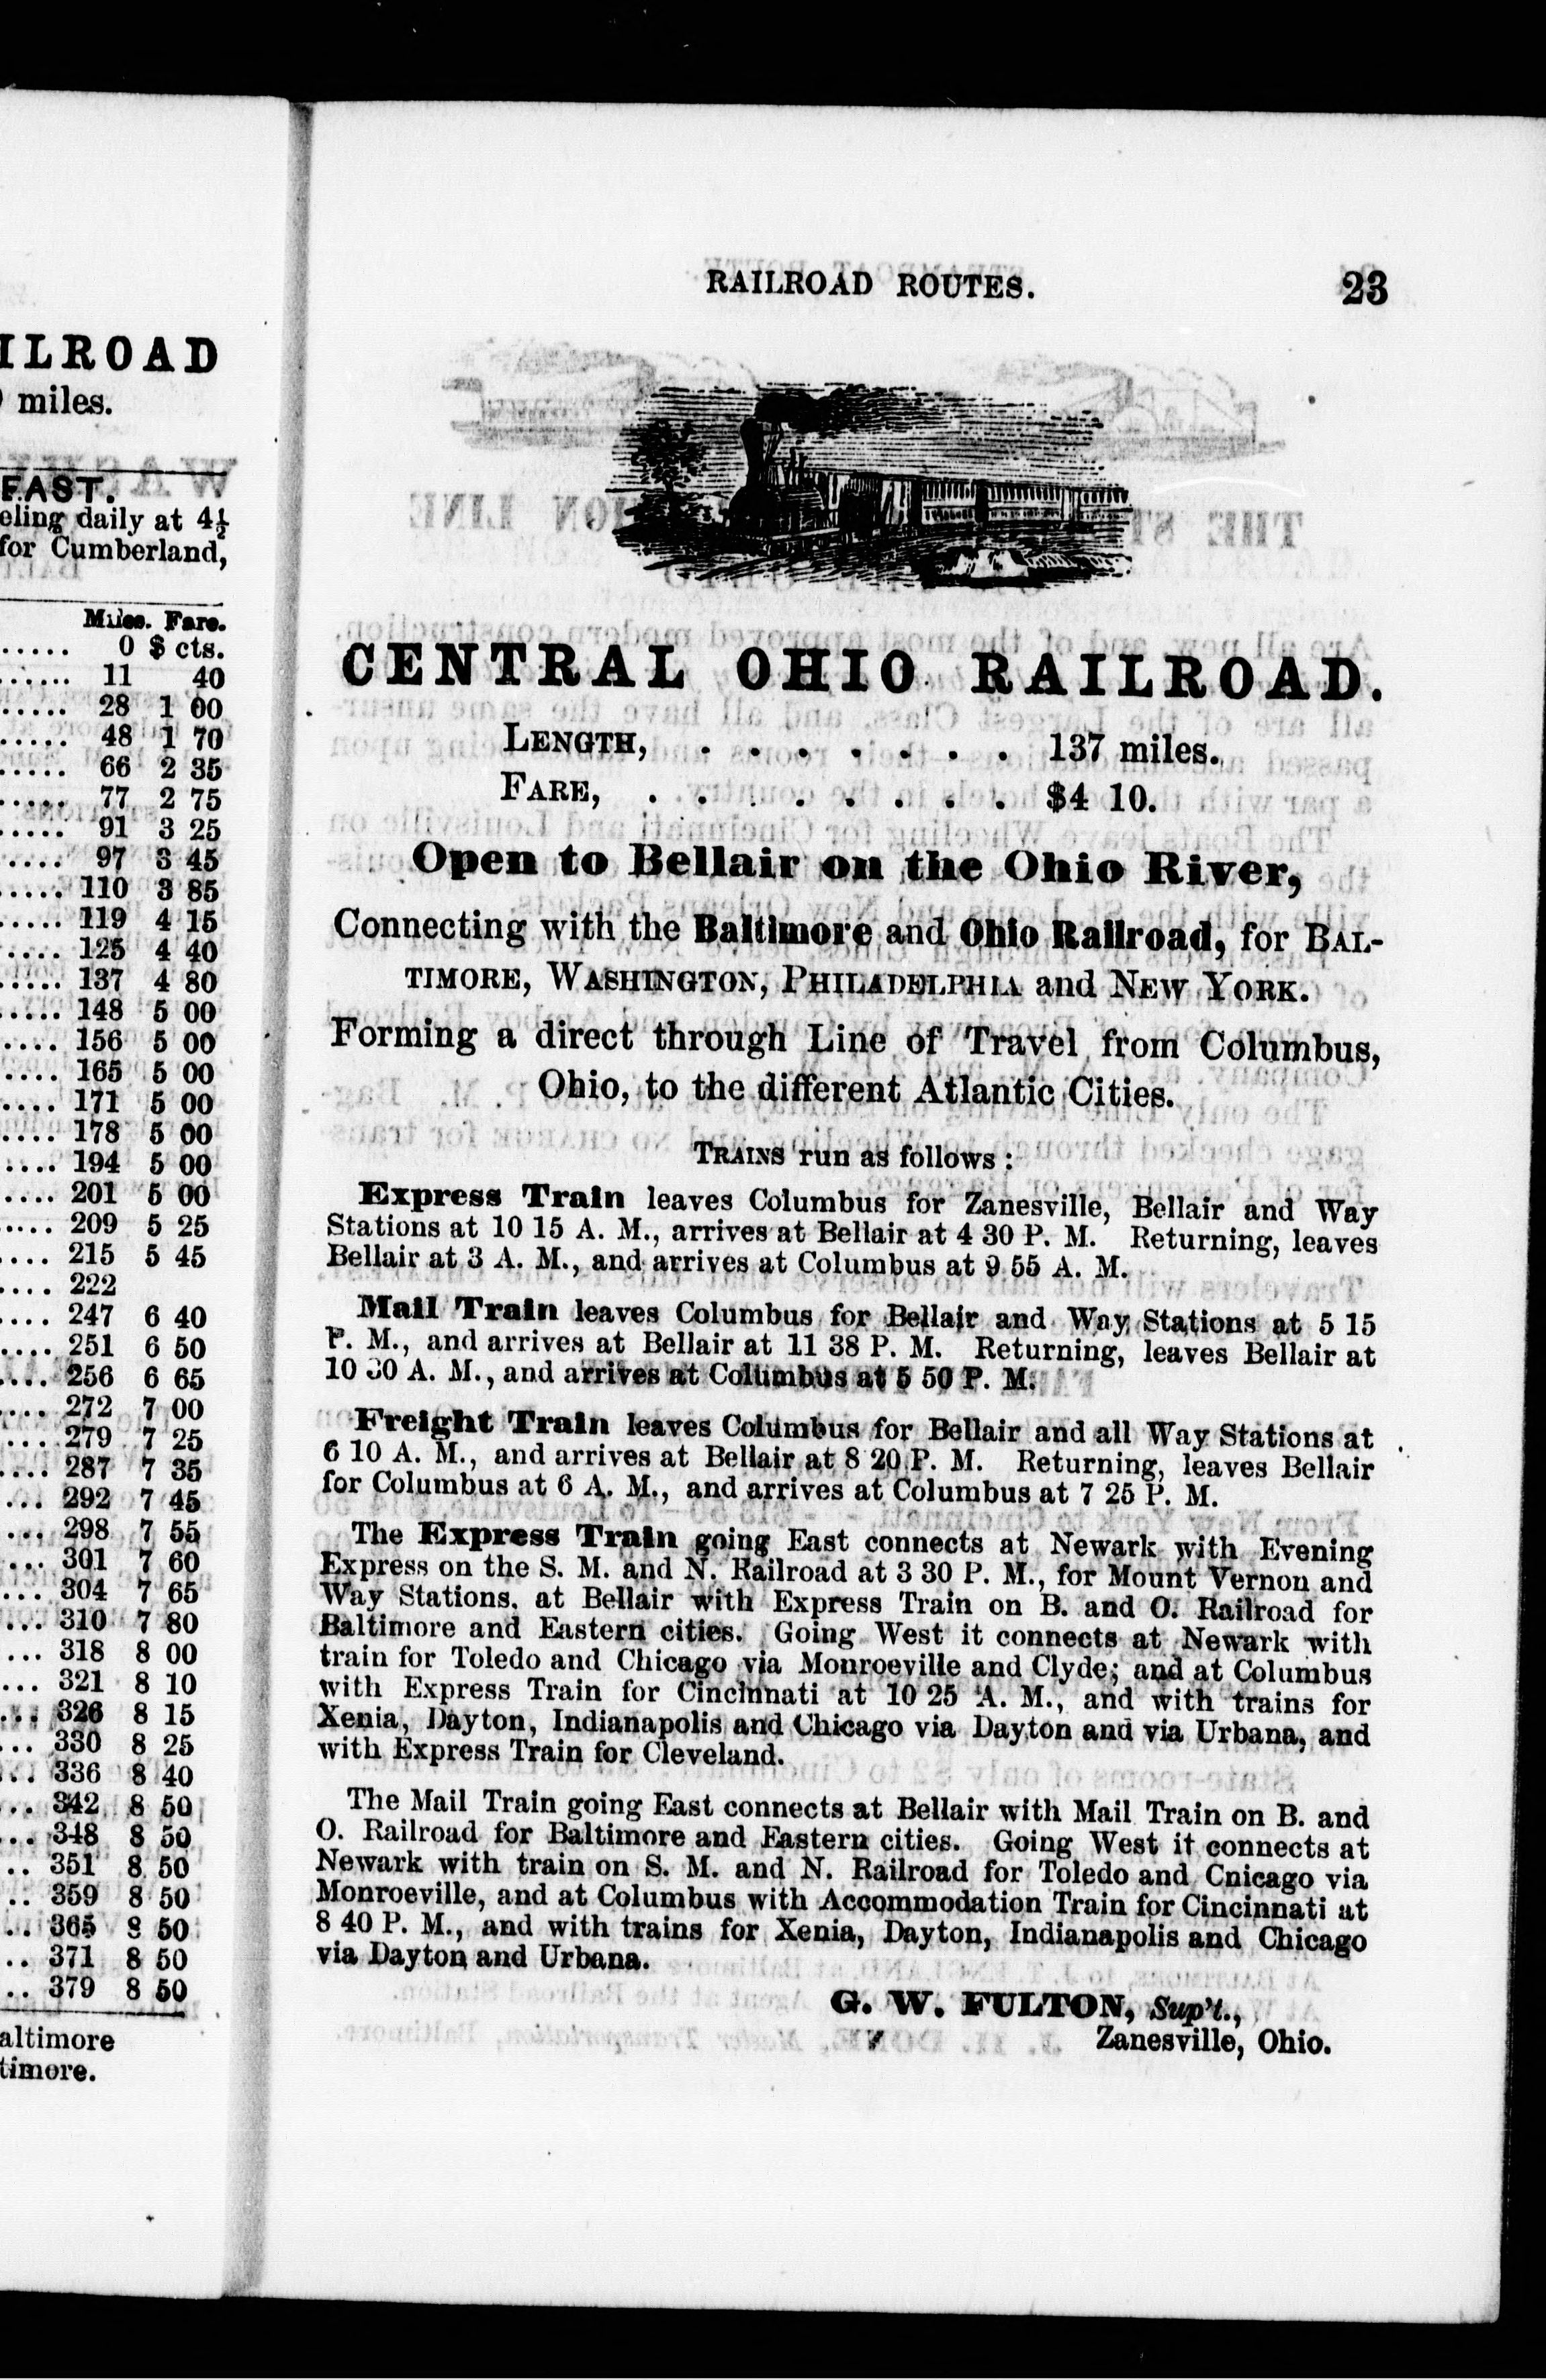 ILROAD
miles.
EAST.
eling daily at 4½
for Cumberland,
Miles. Fare.
..... 0 $ cts.
...... 11 40
..... 28 1 00
..... 48 1 70
..... 66 2 35
..... 77 2 75
..... 91 3 25
.... 97 3 45
..... 110 3 85
..... 119 4 15
.... 125 4 40
..... 137 4 80
..... 148 5 00
.... 156 5 00
.... 165 5 00
.... 171 5 00
.... 178 5 00
.... 194 5 00
.... 201 5 00
.... 209 5 25
.... 215 5 45
.... 222
.... 247 6 40
.... 251 6 50
.... 256 6 65
.... 272 7 00
.... 279 7 25
.... 287 7 35
... 292 7 45
... 298 7 55
... 301 7 60
... 304 7 65
... 310 7 80
... 318 8 00
... 321 8 10
... 326 8 15
... 330 8 25
... 336 8 40
.. 342 8 50
... 348 8 50
.. 351 8 50
.. 359 8 50
.. 365 8 50
.. 371 8 50
.. 379 8 50
altimore
timore.
RAILROAD ROUTES. 23
CENTRAL OHIO RAILROAD.
LENGTH, . . . . . . . 137 miles.
FARE, . . . . . . . . $4 10.
Open to Bellair on the Ohio River,
Connecting with the Baltimore and Ohio Railroad, for BAL-
TIMORE, WASHINGTON, PHILADELPHIA and NEW YORK.
Forming a direct through Line of Travel from Columbus,
Ohio, to the different Atlantic Cities.
TRAINS run as follows:
Express Train leaves Columbus for Zanesville, Bellair and Way
Stations at 10 15 A. M., arrives at Bellair at 4 30 P. M. Returning, leaves
Bellair at 3 A. M., and arrives at Columbus at 9 55 A. M.
Mail Train leaves Columbus for Bellair and Way Stations at 5 15
P. M., and arrives at Bellair at 11 38 P. M. Returning, leaves Bellair at
10 30 A. M., and arrives at Columbus at 5 50 P. M.
Freight Train leaves Columbus for Bellair and all Way Stations at
6 10 A. M., and arrives at Bellair at 8 20 P. M. Returning, leaves Bellair
for Columbus at 6 A. M., and arrives at Columbus at 7 25 P. M.
The Express Train going East connects at Newark with Evening
Express on the S. M. and N. Railroad at 3 30 P. M., for Mount Vernon and
Way Stations, at Bellair with Express Train on B. and O. Railroad for
Baltimore and Eastern cities. Going West it connects at Newark with
train for Toledo and Chicago via Monroeville and Clyde; and at Columbus
with Express Train for Cincinnati at 10 25 A. M., and with trains for
Xenia, Dayton, Indianapolis and Chicago via Dayton and via Urbana, and
with Express Train for Cleveland.
The Mail Train going East connects at Bellair with Mail Train on B. and
O. Railroad for Baltimore and Eastern cities. Going West it connects at
Newark with train on S. M. and N. Railroad for Toledo and Cnicago via
Monroeville, and at Columbus with Accommodation Train for Cincinnati at
8 40 P. M., and with trains for Xenia, Dayton, Indianapolis and Chicago
via Dayton and Urbana.
G. W. FULTON, Sup't.,
Zanesville, Ohio.